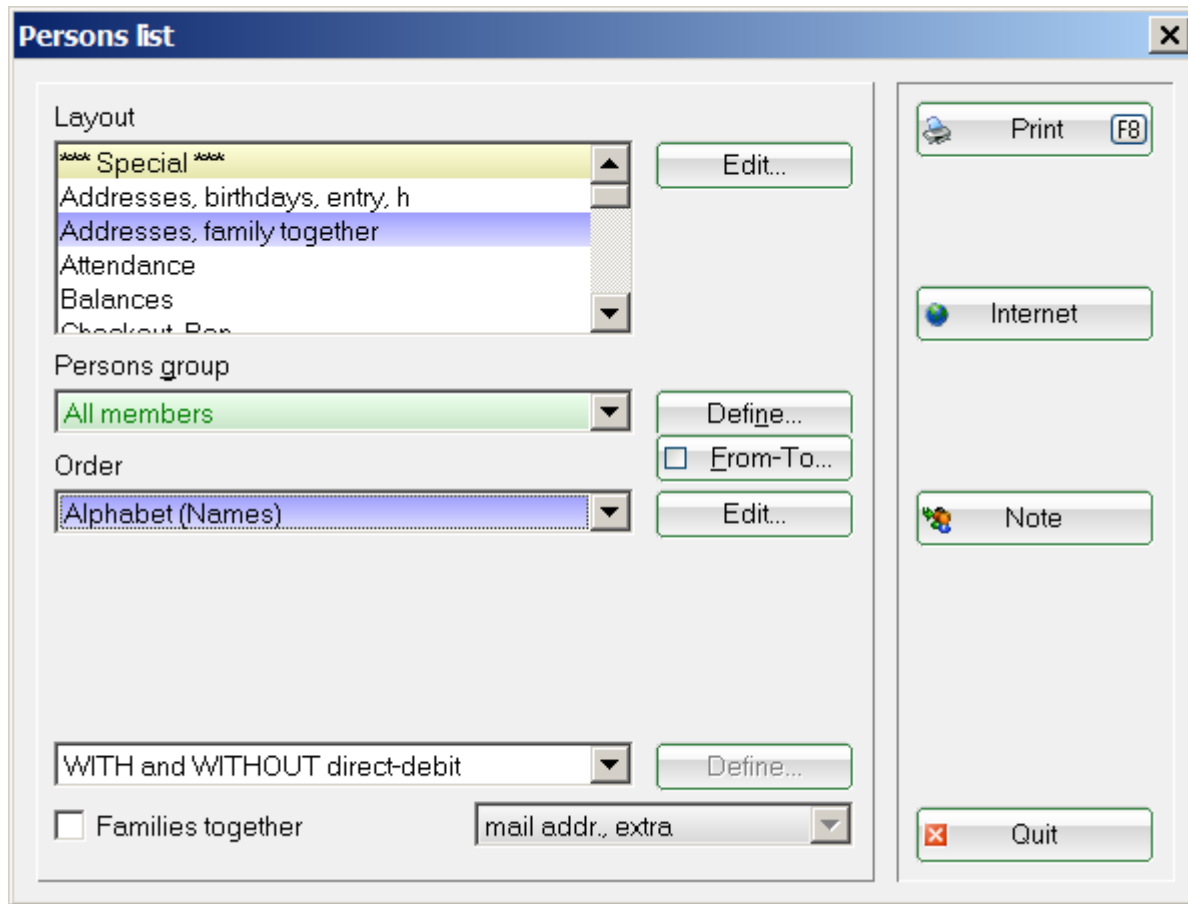 Persons list
Layout
*** Special ***
Addresses, birthdays, entry, h
Addresses, family together
Attendance
Balances
Edit...
Persons group
All members
Define...
From-To...
Order
Alphabet (Names)
Edit...
WITH and WITHOUT direct-debit
Define...
Families together
mail addr., extra
Print F8
Internet
Note
Quit